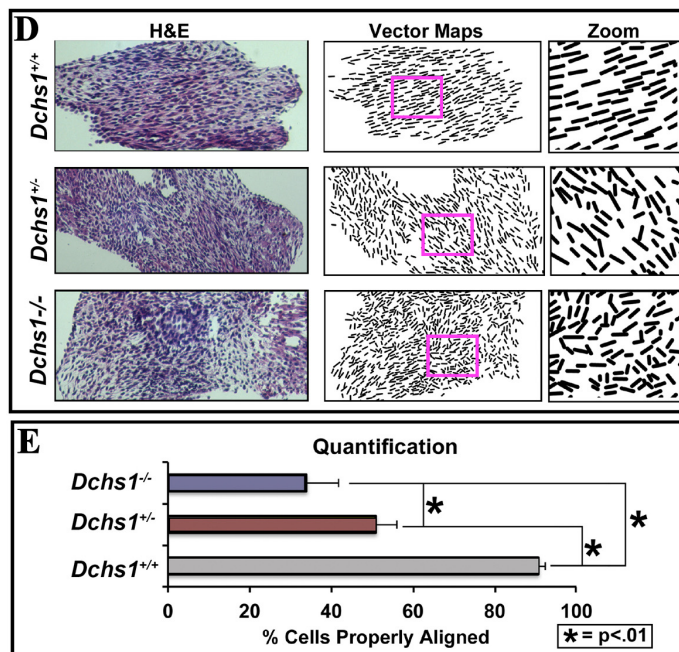 D
H&E Vector Maps Zoom
Dchs1+/+
Dchs1+/-
Dchs1-/-
E
Quantification
Dchs1-/-
Dchs1+/-
Dchs1+/+
*
*
*
0 20 40 60 80 100
% Cells Properly Aligned
* = p<.01